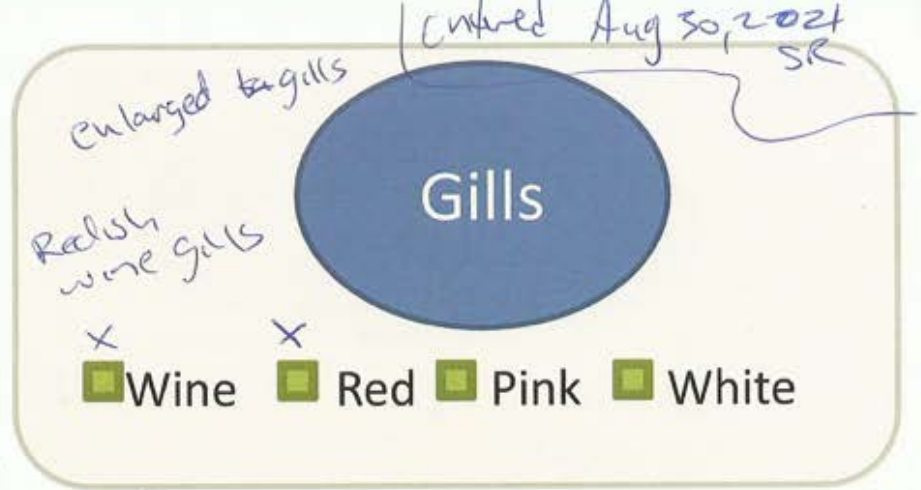 Entered Aug 30, 2021
SR
enlarged gills
Gills
Redish
wine gills
X X
Wine Red Pink White